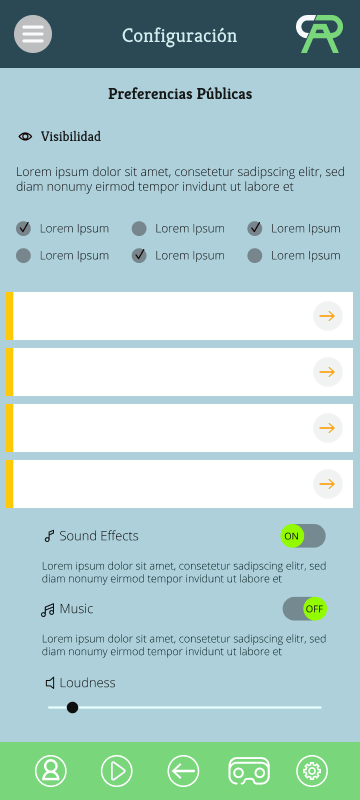 Configuración
CAR
Preferencias Públicas
Visibilidad
Lorem ipsum dolor sit amet, consetetur sadipscing elitr, sed
diam nonumy eirmod tempor invidunt ut labore et
Lorem Ipsum Lorem Ipsum Lorem Ipsum
Lorem Ipsum Lorem Ipsum Lorem Ipsum
Sound Effects ON
Lorem ipsum dolor sit amet, consetetur sadipscing elitr, sed
diam nonumy eirmod tempor invidunt ut labore et
Music OFF
Lorem ipsum dolor sit amet, consetetur sadipscing elitr, sed
diam nonumy eirmod tempor invidunt ut labore et
Loudness